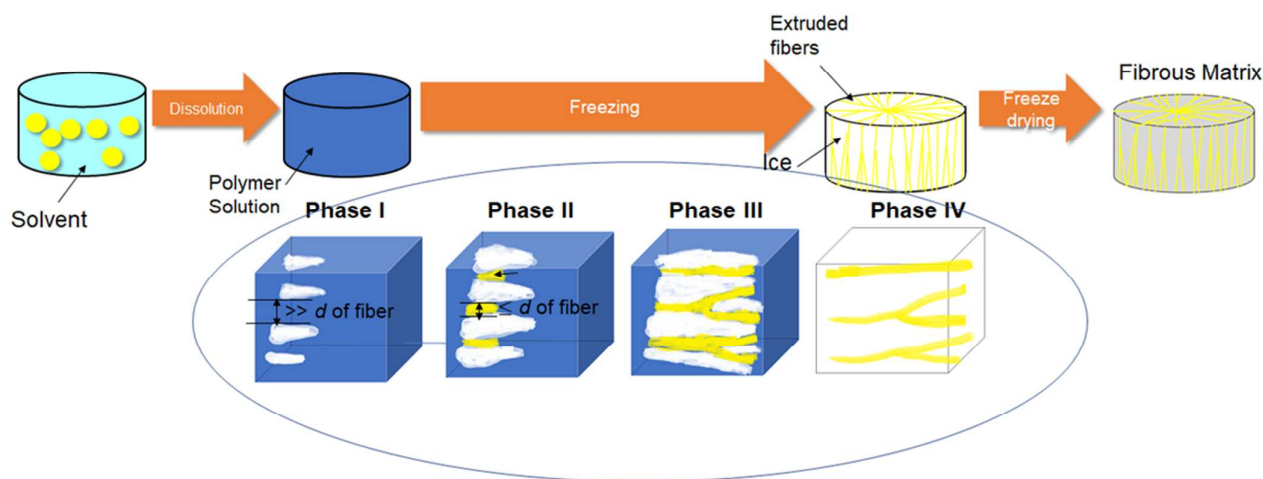 Extruded
fibers
Fibrous Matrix
Dissolution
Freezing
Freeze
drying
Ice
Polymer
Solution
Solvent
Phase I
Phase II
Phase III
Phase IV
>> d of fiber
≤ d of fiber